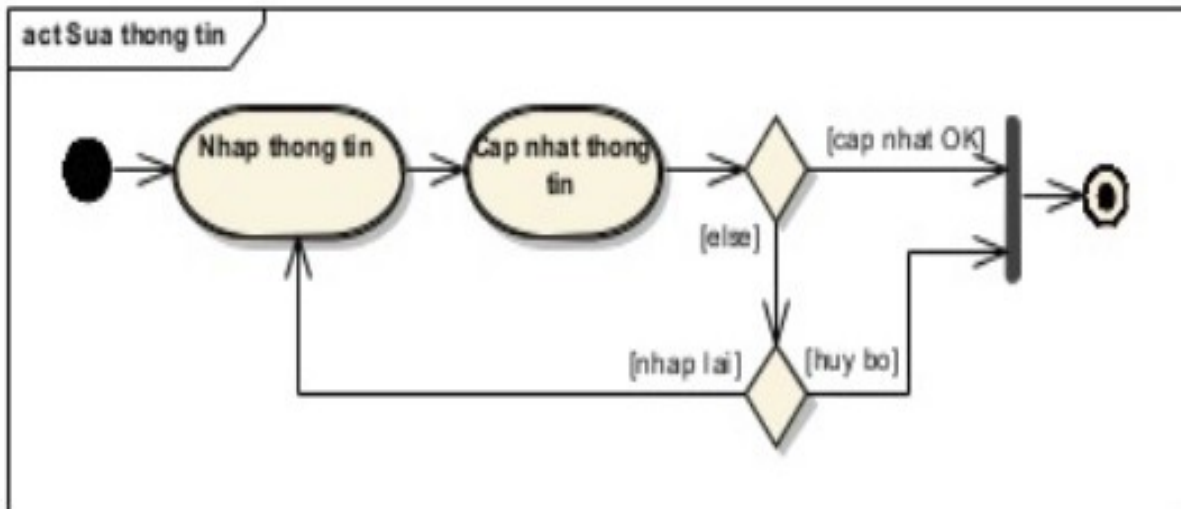 act Sua thong tin
Nhap thong tin
Cap nhat thong
tin
[cap nhat OK]
[else]
[nhap lai]
[huy bo]